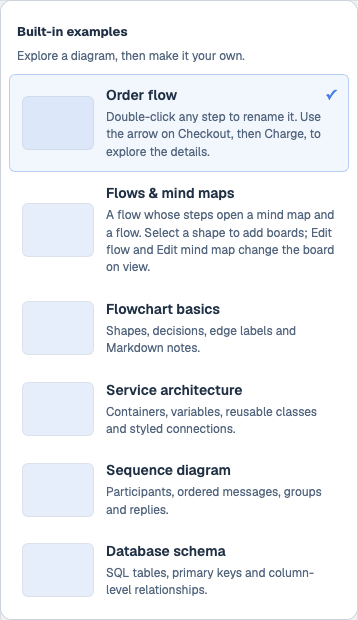 Built-in examples
Explore a diagram, then make it your own.
Order flow
Double-click any step to rename it. Use
the arrow on Checkout, then Charge, to
explore the details.
Flows & mind maps
A flow whose steps open a mind map and
a flow. Select a shape to add boards; Edit
flow and Edit mind map change the board
on view.
Flowchart basics
Shapes, decisions, edge labels and
Markdown notes.
Service architecture
Containers, variables, reusable classes
and styled connections.
Sequence diagram
Participants, ordered messages, groups
and replies.
Database schema
SQL tables, primary keys and column-
level relationships.